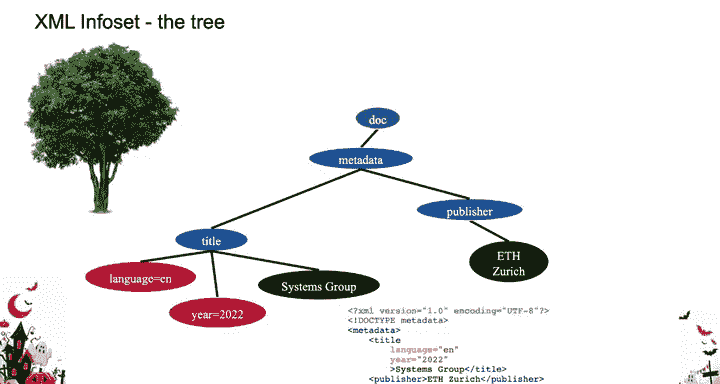 XML Infoset - the tree
doc
metadata
publisher
title
ETH
Zurich
language=en
Systems Group
year=2022
<?xml version="1.0" encoding="UTF-8"?>
<!DOCTYPE metadata>
<metadata>
<title
language="en"
year="2022"
>Systems Group</title>
<publisher>ETH Zurich</publisher>